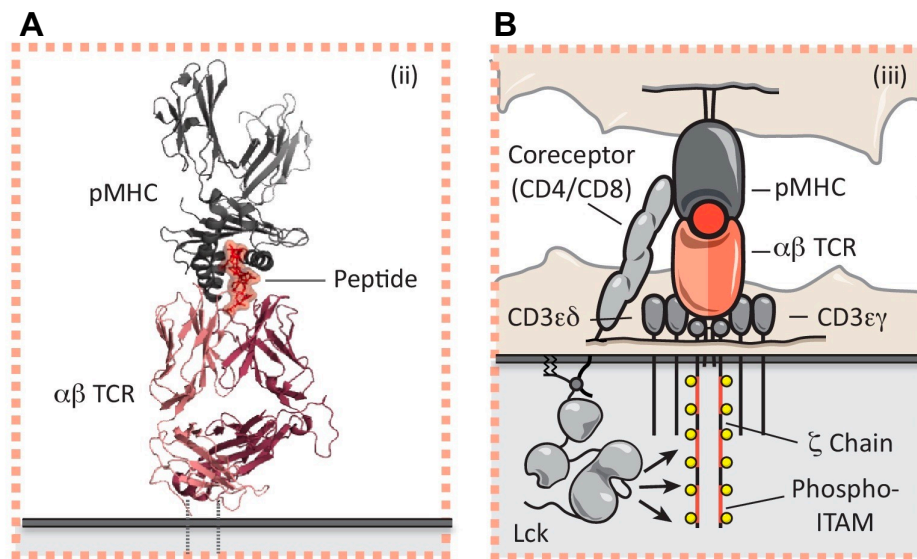 A
(ii)
pMHC
Peptide
αβ TCR
B
(iii)
Coreceptor
(CD4/CD8)
pMHC
αβ TCR
CD3εδ
CD3εγ
ζ Chain
Phospho-
ITAM
Lck